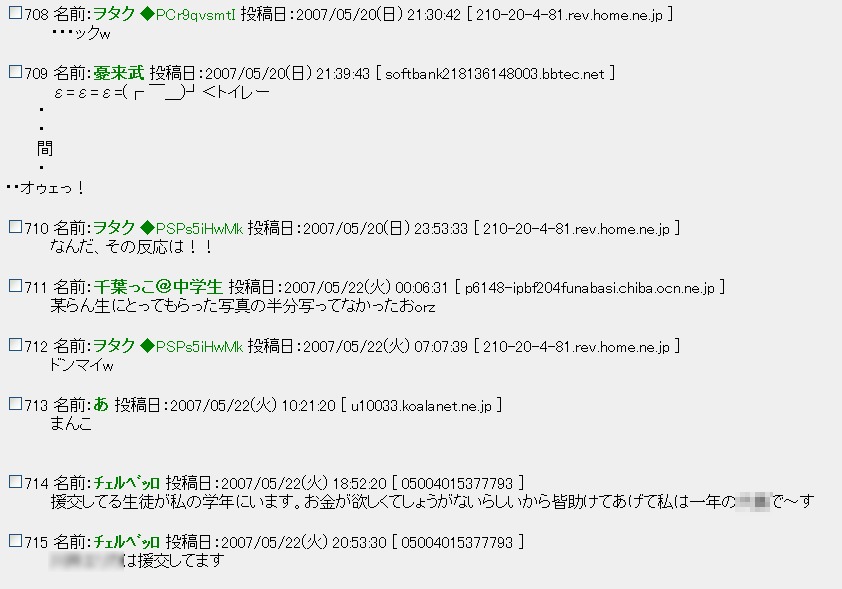 708 名前：ヲタク ◆PCr9qvsmtI 投稿日：2007/05/20(日) 21:30:42 [ 210-20-4-81.rev.home.ne.jp ]
・・・ックw
709 名前：憂来武 投稿日：2007/05/20(日) 21:39:43 [ softbank218136148003.bbtec.net ]
ε=ε=ε=(┌ ￣__)┘＜トイレー
・
・
間
・
・・オゥェっ！
710 名前：ヲタク ◆PSPs5iHwMk 投稿日：2007/05/20(日) 23:53:33 [ 210-20-4-81.rev.home.ne.jp ]
なんだ、その反応は！！
711 名前：千葉っこ＠中学生 投稿日：2007/05/22(火) 00:06:31 [ p6148-ipbf204funabasi.chiba.ocn.ne.jp ]
某らん生にとってもらった写真の半分写ってなかったおorz
712 名前：ヲタク ◆PSPs5iHwMk 投稿日：2007/05/22(火) 07:07:39 [ 210-20-4-81.rev.home.ne.jp ]
ドンマイw
713 名前：あ 投稿日：2007/05/22(火) 10:21:20 [ u10033.koalanet.ne.jp ]
まんこ
714 名前：ﾁｪﾙﾍﾞｯﾛ 投稿日：2007/05/22(火) 18:52:20 [ 05004015377793 ]
援交してる生徒が私の学年にいます。お金が欲しくてしょうがないらしいから皆助けてあげて私は一年ので～す
715 名前：ﾁｪﾙﾍﾞｯﾛ 投稿日：2007/05/22(火) 20:53:30 [ 05004015377793 ]
は援交してます